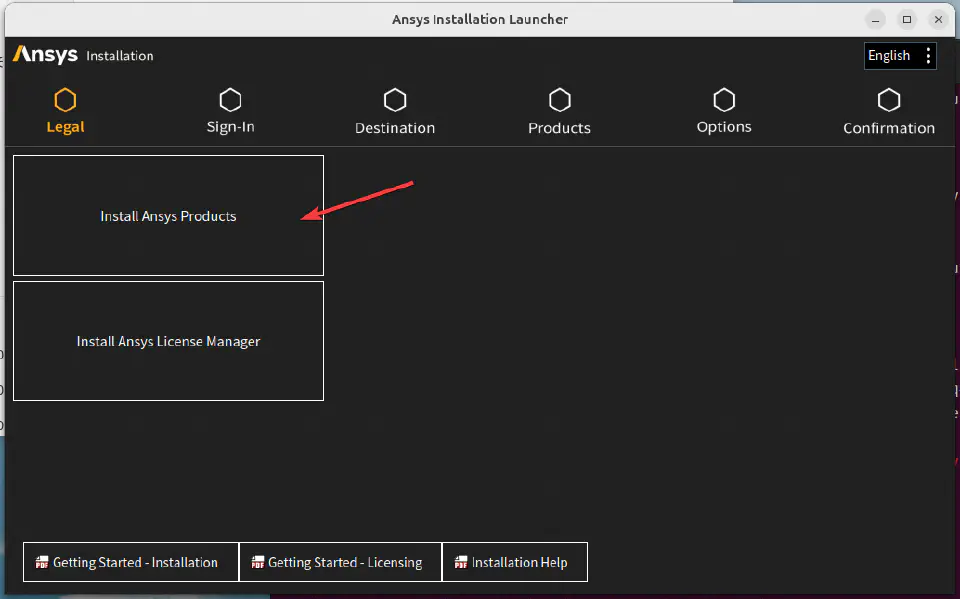 Ansys Installation Launcher
Ansys Installation
English
Legal
Sign-In
Destination
Products
Options
Confirmation
Install Ansys Products
Install Ansys License Manager
Getting Started - Installation
Getting Started - Licensing
Installation Help